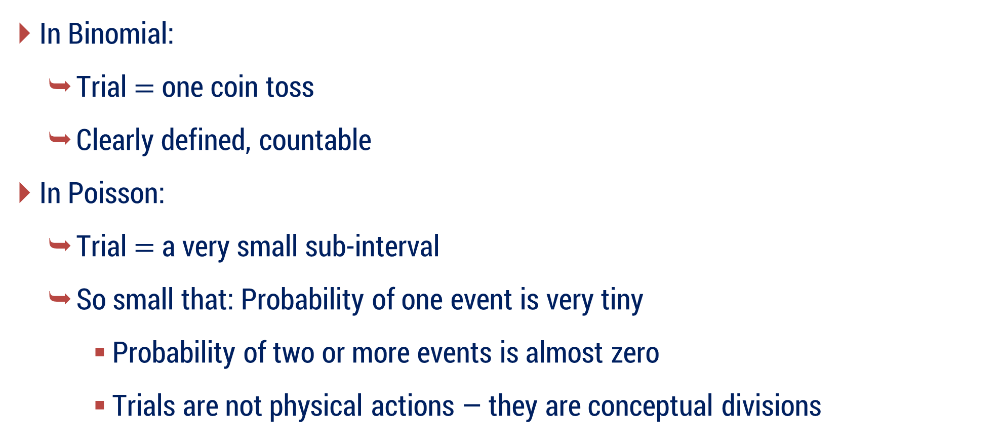 In Binomial:
Trial = one coin toss
Clearly defined, countable
In Poisson:
Trial = a very small sub-interval
So small that: Probability of one event is very tiny
Probability of two or more events is almost zero
Trials are not physical actions — they are conceptual divisions